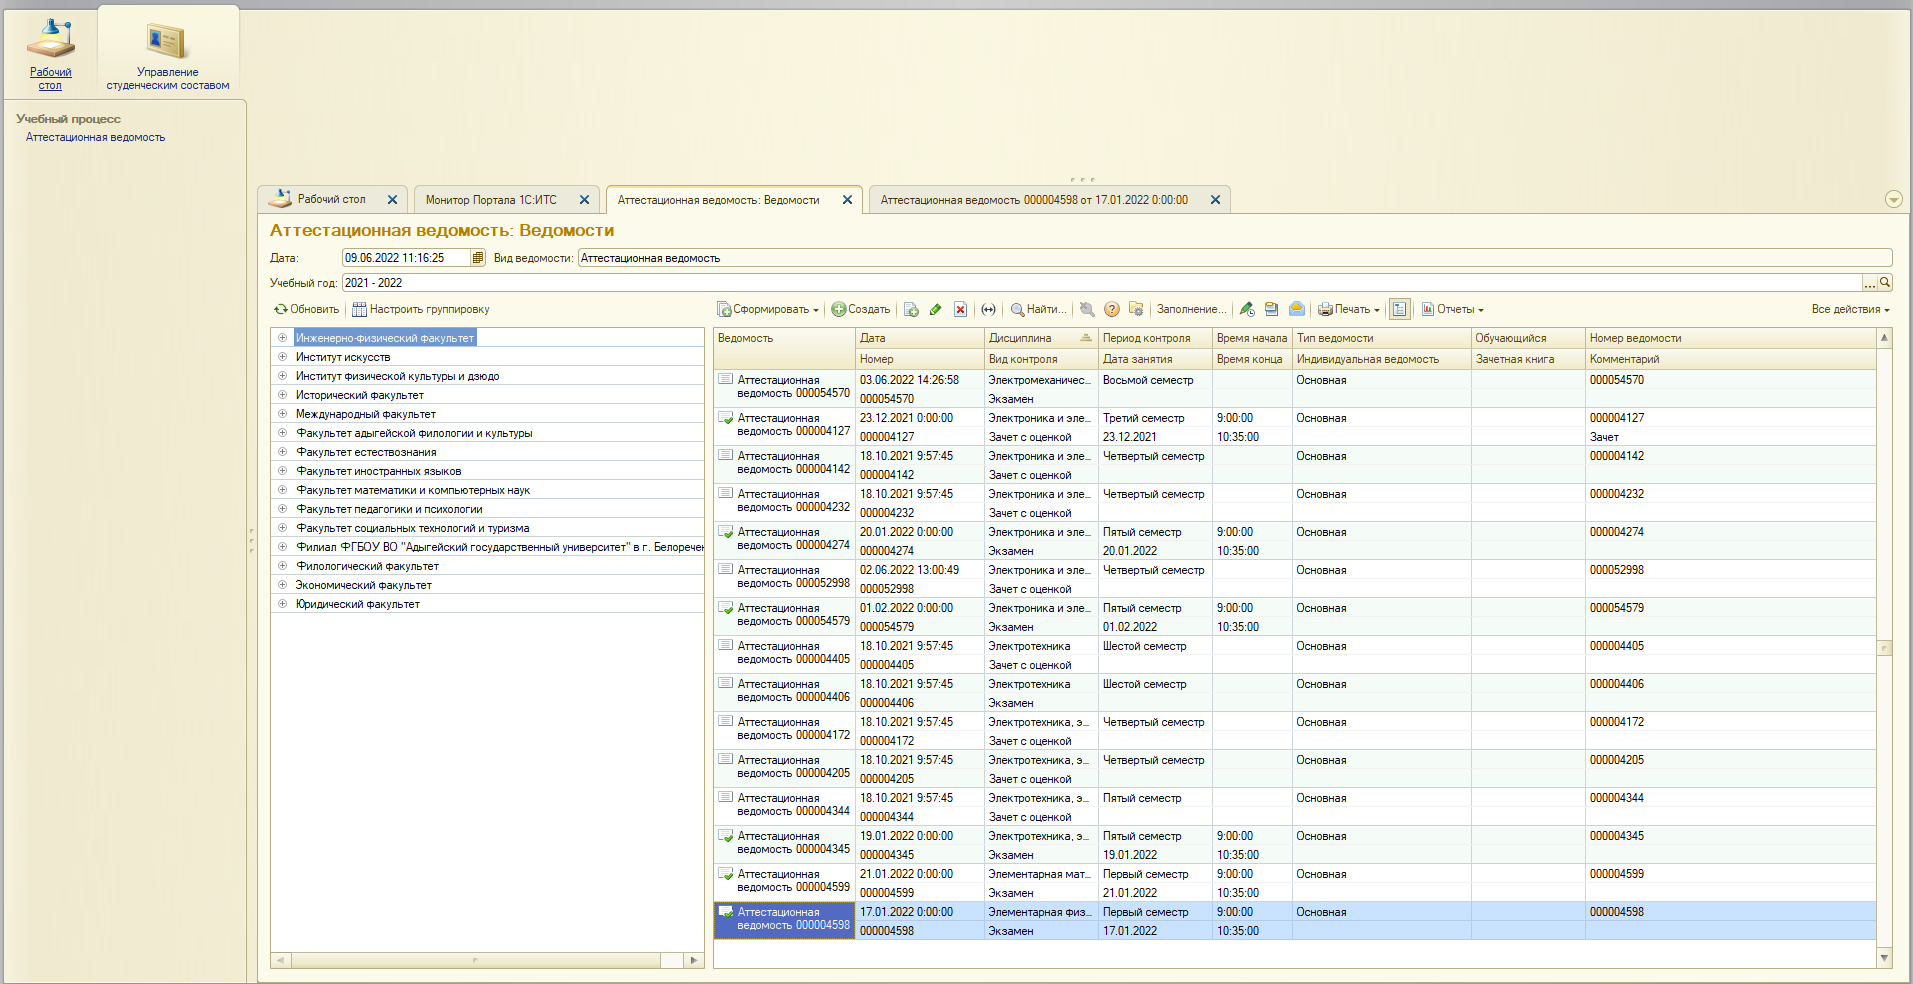 Рабочий
стол
Управление
студенческим составом
Учебный процесс
Аттестационная ведомость
Рабочий стол
Монитор Портала 1С:ИТС
Аттестационная ведомость: Ведомости
Аттестационная ведомость 000004598 от 17.01.2022 0:00:00
Аттестационная ведомость: Ведомости
Дата: 09.06.2022 11:16:25 Вид ведомости: Аттестационная ведомость
Учебный год: 2021 - 2022 ...
Обновить Настроить группировку
Сформировать Создать Найти... Заполнение... Печать Отчеты Все действия
Инженерно-физический факультет
Институт искусств
Институт физической культуры и дзюдо
Исторический факультет
Международный факультет
Факультет адыгейской филологии и культуры
Факультет естествознания
Факультет иностранных языков
Факультет математики и компьютерных наук
Факультет педагогики и психологии
Факультет социальных технологий и туризма
Филиал ФГБОУ ВО "Адыгейский государственный университет" в г. Белоречен
Филологический факультет
Экономический факультет
Юридический факультет
Ведомость Дата Дисциплина Период контроля Время начала Тип ведомости Обучающийся Номер ведомости
Номер Вид контроля Дата занятия Время конца Индивидуальная ведомость Зачетная книга Комментарий
Аттестационная 03.06.2022 14:26:58 Электромеханичес... Восьмой семестр Основная 000054570
ведомость 000054570 000054570 Экзамен
Аттестационная 23.12.2021 0:00:00 Электроника и эле... Третий семестр 9:00:00 Основная 000004127
ведомость 000004127 000004127 Зачет с оценкой 23.12.2021 10:35:00 Зачет
Аттестационная 18.10.2021 9:57:45 Электроника и эле... Четвертый семестр Основная 000004142
ведомость 000004142 000004142 Зачет с оценкой
Аттестационная 18.10.2021 9:57:45 Электроника и эле... Четвертый семестр Основная 000004232
ведомость 000004232 000004232 Зачет с оценкой
Аттестационная 20.01.2022 0:00:00 Электроника и эле... Пятый семестр 9:00:00 Основная 000004274
ведомость 000004274 000004274 Экзамен 20.01.2022 10:35:00
Аттестационная 02.06.2022 13:00:49 Электроника и эле... Четвертый семестр Основная 000052998
ведомость 000052998 000052998 Зачет с оценкой
Аттестационная 01.02.2022 0:00:00 Электроника и эле... Пятый семестр 9:00:00 Основная 000054579
ведомость 000054579 000054579 Экзамен 01.02.2022 10:35:00
Аттестационная 18.10.2021 9:57:45 Электротехника Шестой семестр Основная 000004405
ведомость 000004405 000004405 Зачет с оценкой
Аттестационная 18.10.2021 9:57:45 Электротехника Шестой семестр Основная 000004406
ведомость 000004406 000004406 Экзамен
Аттестационная 18.10.2021 9:57:45 Электротехника, э... Четвертый семестр Основная 000004172
ведомость 000004172 000004172 Зачет с оценкой
Аттестационная 18.10.2021 9:57:45 Электротехника, э... Четвертый семестр Основная 000004205
ведомость 000004205 000004205 Зачет с оценкой
Аттестационная 18.10.2021 9:57:45 Электротехника, э... Пятый семестр Основная 000004344
ведомость 000004344 000004344 Зачет с оценкой
Аттестационная 19.01.2022 0:00:00 Электротехника, э... Пятый семестр 9:00:00 Основная 000004345
ведомость 000004345 000004345 Экзамен 19.01.2022 10:35:00
Аттестационная 21.01.2022 0:00:00 Элементарная мат... Первый семестр 9:00:00 Основная 000004599
ведомость 000004599 000004599 Экзамен 21.01.2022 10:35:00
Аттестационная 17.01.2022 0:00:00 Элементарная физ... Первый семестр 9:00:00 Основная 000004598
ведомость 000004598 000004598 Экзамен 17.01.2022 10:35:00